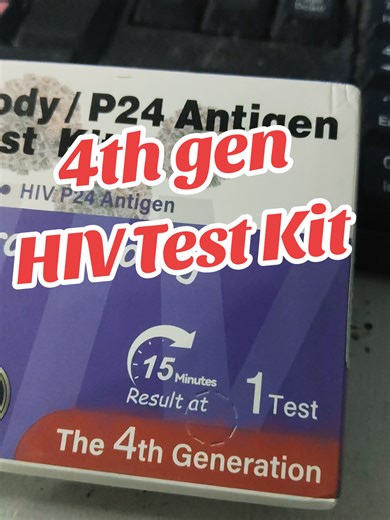 ody / P24 Antigen
st
4th gen
• HIV P24 Antigen
HIV Test Kit
15 Minutes
Result at
1 Test
The 4th Generation